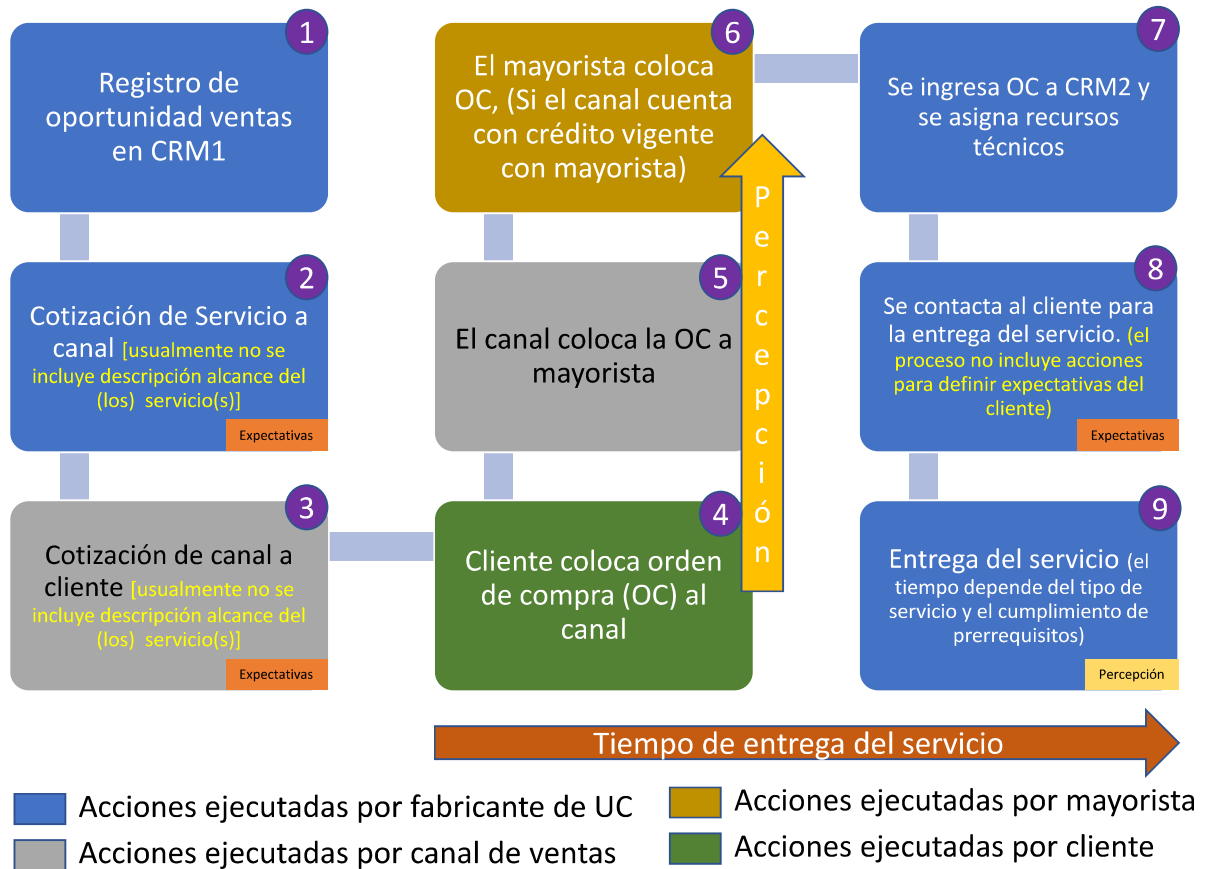 1
Registro de
oportunidad ventas
en CRM1
2
Cotización de Servicio a
canal [usualmente no se
incluye descripción alcance del
(los) servicio(s)]
Expectativas
3
Cotización de canal a
cliente [usualmente no se
incluye descripción alcance del
(los) servicio(s)]
Expectativas
4
Cliente coloca orden
de compra (OC) al
canal
5
El canal coloca la OC a
mayorista
6
El mayorista coloca
OC, (Si el canal cuenta
con crédito vigente
con mayorista)
Percepción
7
Se ingresa OC a CRM2 y
se asigna recursos
técnicos
8
Se contacta al cliente para
la entrega del servicio. (el
proceso no incluye acciones
para definir expectativas del
cliente)
Expectativas
9
Entrega del servicio (el
tiempo depende del tipo de
servicio y el cumplimiento de
prerrequisitos)
Percepción
Tiempo de entrega del servicio
Acciones ejecutadas por fabricante de UC
Acciones ejecutadas por mayorista
Acciones ejecutadas por canal de ventas
Acciones ejecutadas por cliente